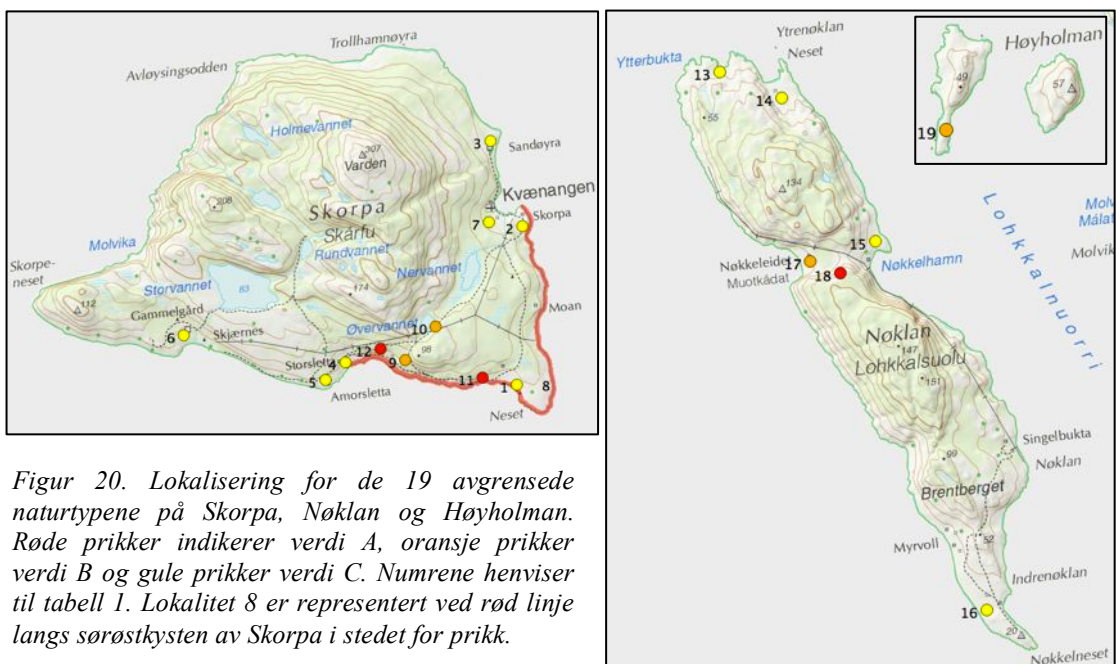 Trollhamnøyra
Avløysingsodden
Holmevannet
3
Sandøyra
307
Varden
Kvænangen
208
Skorpa
Skárfu
7
2
Skorpa
Molvika
Rundvannet
Skorpe-
neset
Storvannet
Nervannet
83
174
112
Gammelgård
Moan
Øvervannet
10
6
Skjærnes
12
98
Storsletta
4
9
11
5
1
8
Amorsletta
Neset
Ytrenøklan
Neset
Ytterbukta
13
14
55
134
15
Nøkkeleidet
17
Muotkádat
18
Nøkkelhamn
Nøklan
147
Lohkkalsuolu
151
Singelbukta
99
Nøklan
Brentberget
52
Myrvoll
Indrenøklan
16
20
Nøkkelneset
Høyholman
49
57
19
Lohkkalnuorri
Molv
Málat
Molvik
Figur 20. Lokalisering for de 19 avgrensede
naturtypene på Skorpa, Nøklan og Høyholman.
Røde prikker indikerer verdi A, oransje prikker
verdi B og gule prikker verdi C. Numrene henviser
til tabell 1. Lokalitet 8 er representert ved rød linje
langs sørøstkysten av Skorpa i stedet for prikk.